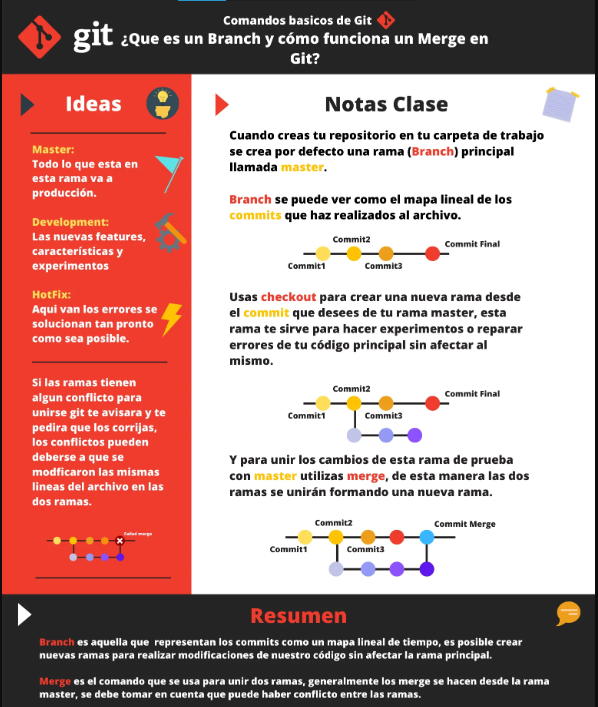 Comandos basicos de Git
git
¿Que es un Branch y cómo funciona un Merge en
Git?
Ideas
Master:
Todo lo que esta en
esta rama va a
producción.
Development:
Las nuevas features,
características y
experimentos
HotFix:
Aqui van los errores se
solucionan tan pronto
como sea posible.
Si las ramas tienen
algun conflicto para
unirse git te avisara y te
pedira que los corrijas,
los conflictos pueden
deberse a que se
modficaron las mismas
lineas del archivo en las
dos ramas.
Failed merge
Notas Clase
Cuando creas tu repositorio en tu carpeta de trabajo
se crea por defecto una rama (Branch) principal
llamada master.
Branch se puede ver como el mapa lineal de los
commits que haz realizados al archivo.
Commit2
Commit Final
Commit1
Commit3
Usas checkout para crear una nueva rama desde
el commit que desees de tu rama master, esta
rama te sirve para hacer experimentos o reparar
errores de tu código principal sin afectar al
mismo.
Commit2
Commit Final
Commit1
Commit3
Y para unir los cambios de esta rama de prueba
con master utilizas merge, de esta manera las dos
ramas se unirán formando una nueva rama.
Commit2
Commit Merge
Commit1
Commit3
Resumen
Branch es aquella que representan los commits como un mapa lineal de tiempo, es posible crear
nuevas ramas para realizar modificaciones de nuestro código sin afectar la rama principal.
Merge es el comando que se usa para unir dos ramas, generalmente los merge se hacen desde la rama
master, se debe tomar en cuenta que puede haber conflicto entre las ramas.